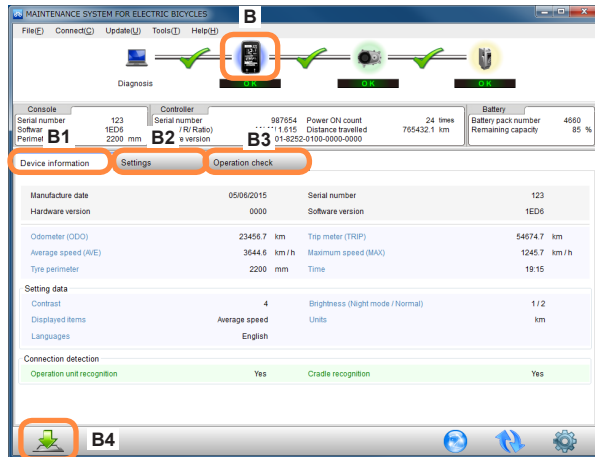 MAINTENANCE SYSTEM FOR ELECTRIC BICYCLES
B
File(F) Connect(C) Update(U) Tools(T) Help(H)
Diagnosis OK OK OK
Console Controller Battery
Serial number 123 Serial number 987654 Power ON count 24 times Battery pack number 4660
1ED6 / R/ Ratio) 1.615 Distance travelled 765432.1 km Remaining capacity 85 %
2200 mm version 01-8252-0100-0000-0000
B1 B2 B3
Device information Settings Operation check
Manufacture date 05/06/2015 Serial number 123
Hardware version 0000 Software version 1ED6
Odometer (ODO) 23456.7 km Trip meter (TRIP) 54674.7 km
Average speed (AVE) 3644.6 km/h Maximum speed (MAX) 1245.7 km/h
Tyre perimeter 2200 mm Time 19:15
Setting data
Contrast 4 Brightness (Night mode / Normal) 1/2
Displayed items Average speed Units km
Languages English
Connection detection
Operation unit recognition Yes Cradle recognition Yes
B4